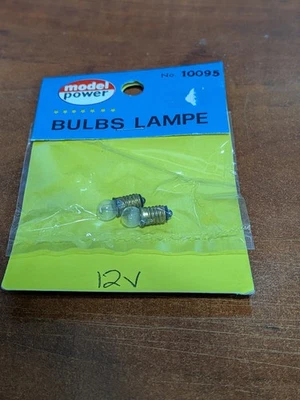 model
power
No. 10095
BULBS LAMPE
12V